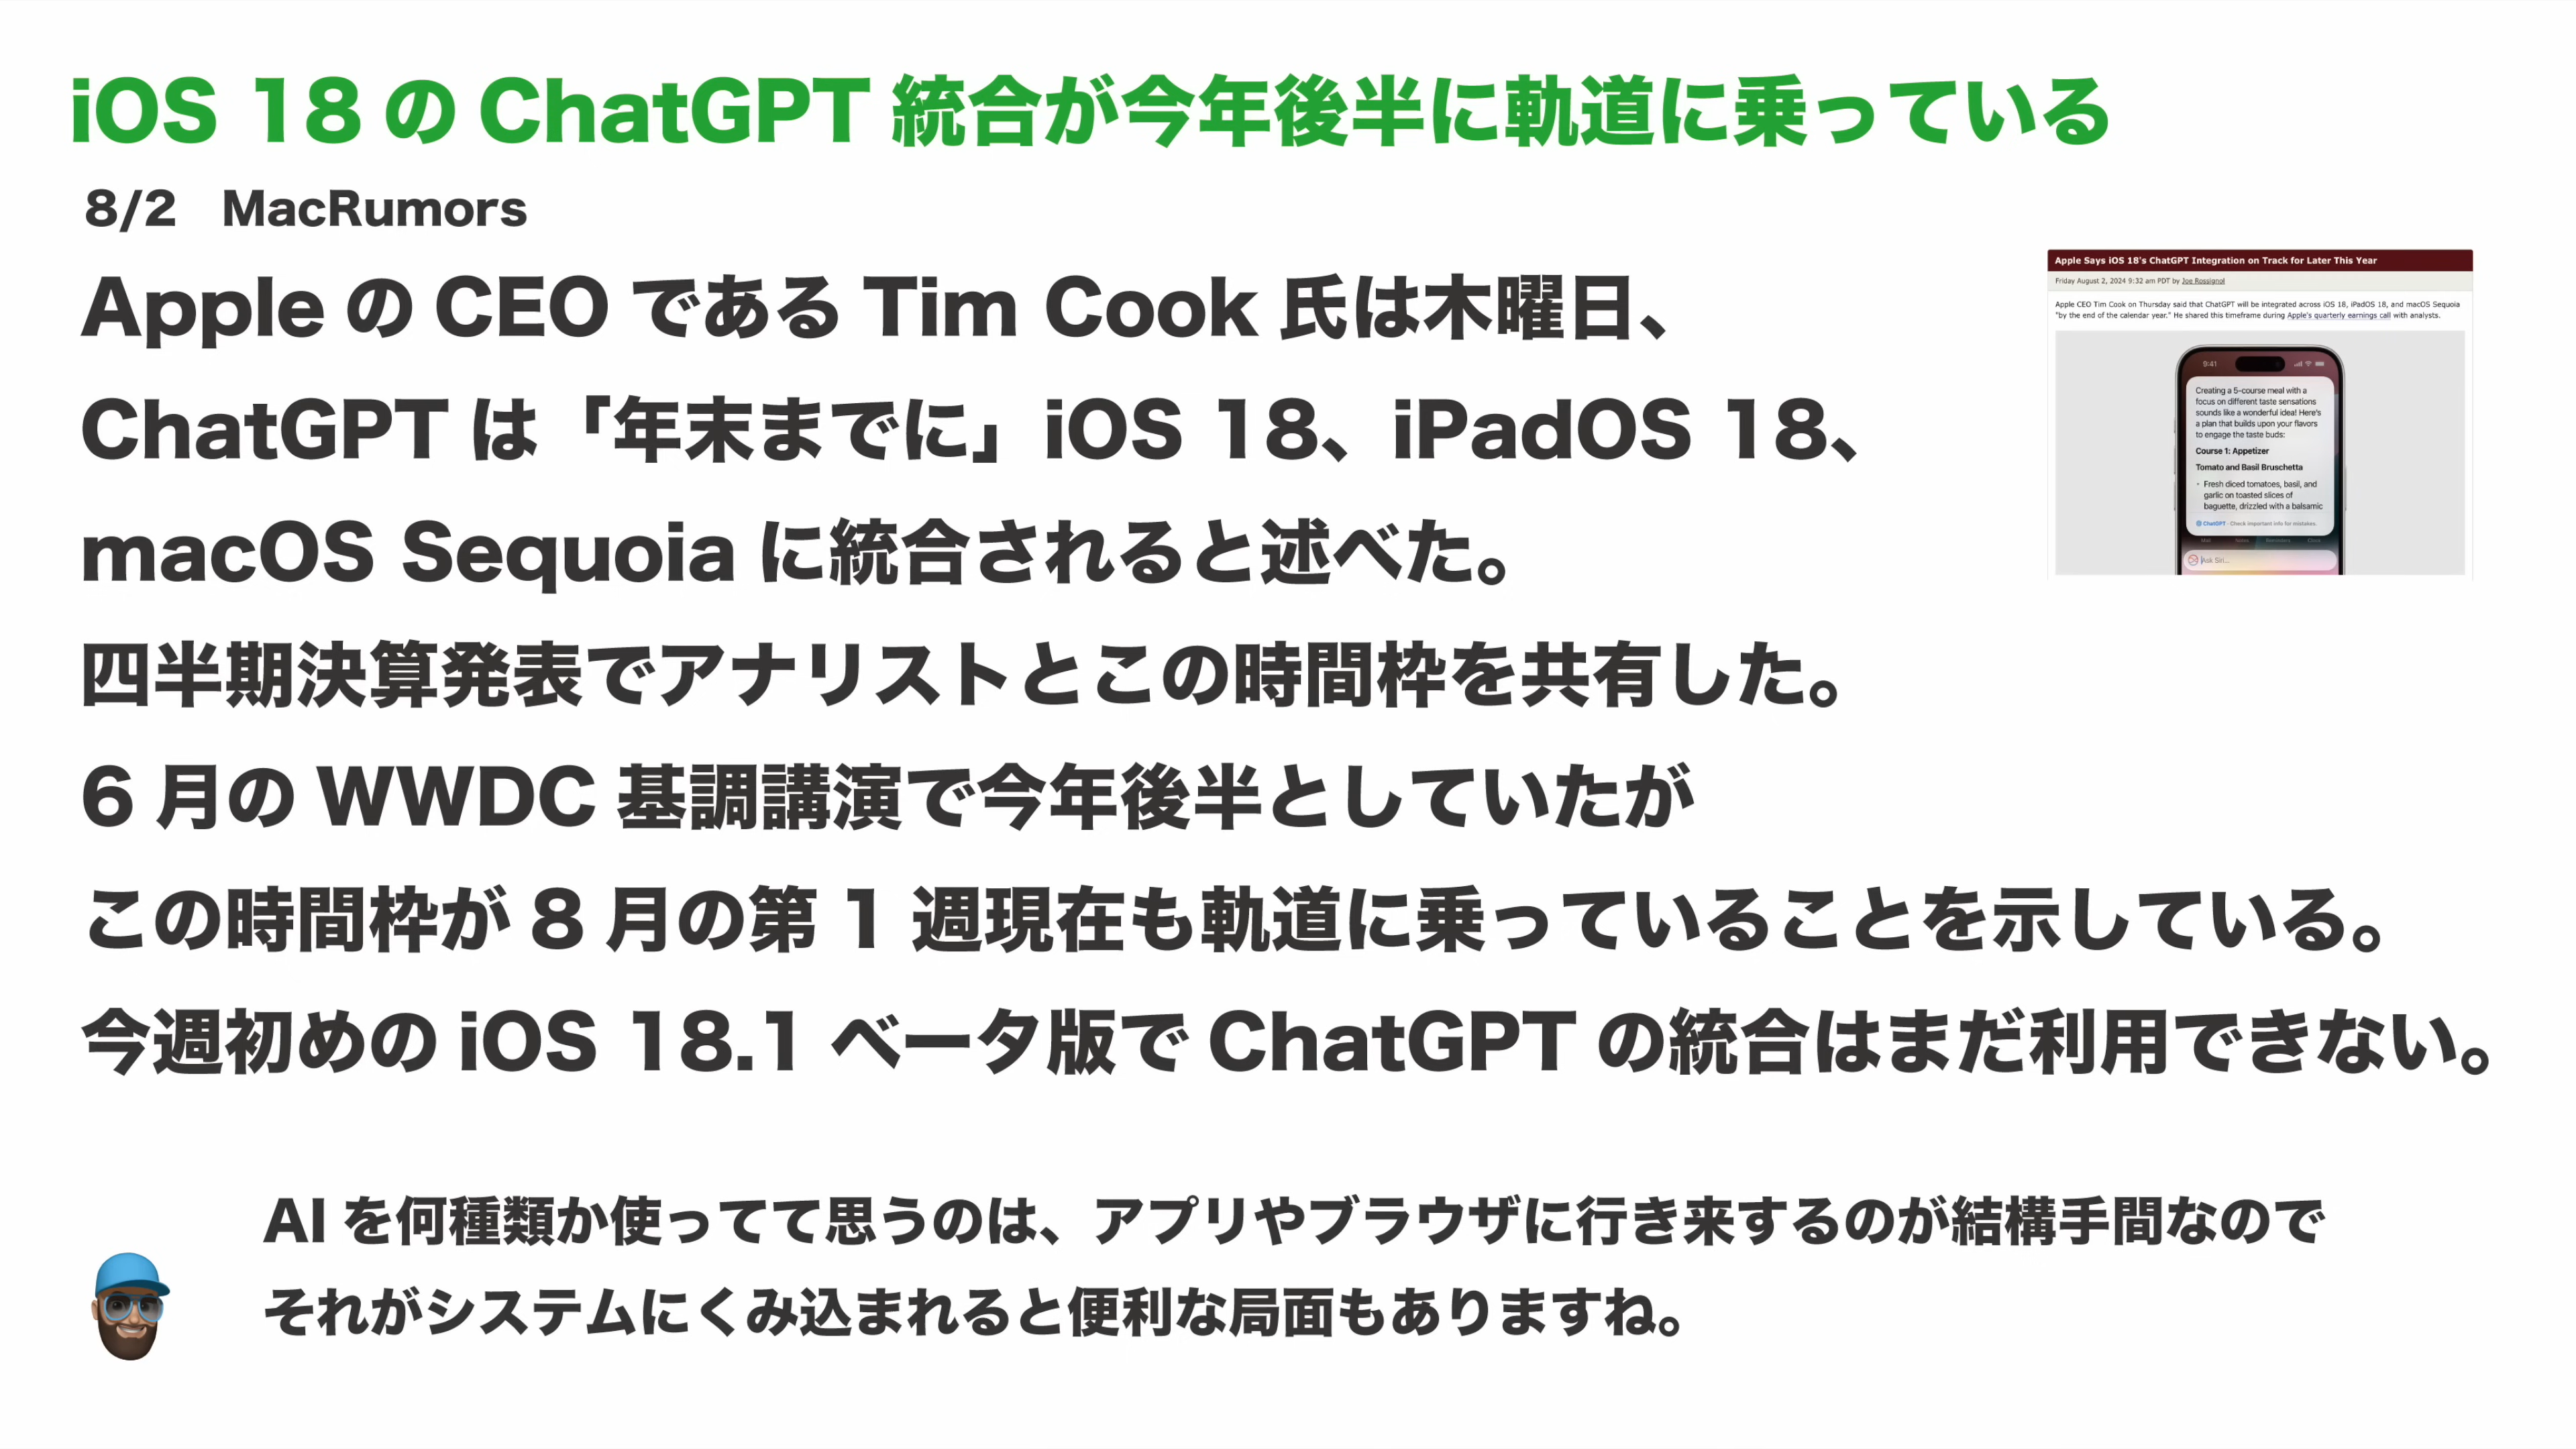 iOS 18 の ChatGPT 統合が今年後半に軌道に乗っている
8/2 MacRumors
Apple の CEO である Tim Cook 氏は木曜日、
ChatGPT は「年末までに」iOS 18、iPadOS 18、
macOS Sequoia に統合されると述べた。
四半期決算発表でアナリストとこの時間枠を共有した。
6 月の WWDC 基調講演で今年後半としていたが
この時間枠が 8 月の第 1 週現在も軌道に乗っていることを示している。
今週初めの iOS 18.1 ベータ版で ChatGPT の統合はまだ利用できない。
Apple Says iOS 18's ChatGPT Integration on Track for Later This Year
Friday August 2, 2024 9:32 am PDT by Joe Rossignol
Apple CEO Tim Cook on Thursday said that ChatGPT will be integrated across iOS 18, iPadOS 18, and macOS Sequoia
"by the end of the calendar year." He shared this timeframe during Apple's quarterly earnings call with analysts.
9:41
Creating a 5-course meal with a
focus on different taste sensations
sounds like a wonderful idea! Here's
a plan that builds upon your flavors
to engage the taste buds:
Course 1: Appetizer
Tomato and Basil Bruschetta
• Fresh diced tomatoes, basil, and
garlic on toasted slices of
baguette, drizzled with a balsamic
ChatGPT · Check important info for mistakes.
Mail Notes Reminders Clock
Ask Siri...
AI を何種類か使ってて思うのは、アプリやブラウザに行き来するのが結構手間なので
それがシステムにくみ込まれると便利な局面もありますね。